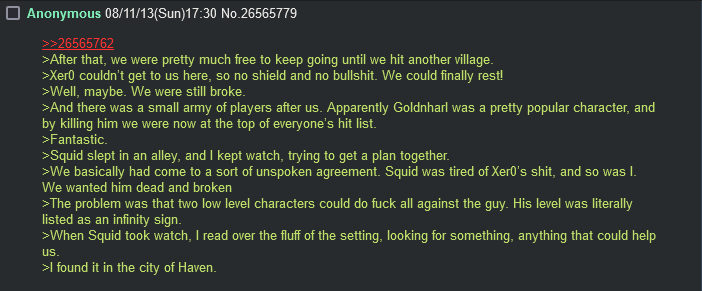 Anonymous 08/11/13(Sun)17:30 No.26565779
>>26565762
>After that, we were pretty much free to keep going until we hit another village.
>Xer0 couldn't get to us here, so no shield and no bullshit. We could finally rest!
>Well, maybe. We were still broke.
>And there was a small army of players after us. Apparently Goldnharl was a pretty popular character, and
by killing him we were now at the top of everyone's hit list.
>Fantastic.
>Squid slept in an alley, and I kept watch, trying to get a plan together.
>We basically had come to a sort of unspoken agreement. Squid was tired of Xer0's shit, and so was I.
We wanted him dead and broken
>The problem was that two low level characters could do fuck all against the guy. His level was literally
listed as an infinity sign.
>When Squid took watch, I read over the fluff of the setting, looking for something, anything that could help
us.
>I found it in the city of Haven.